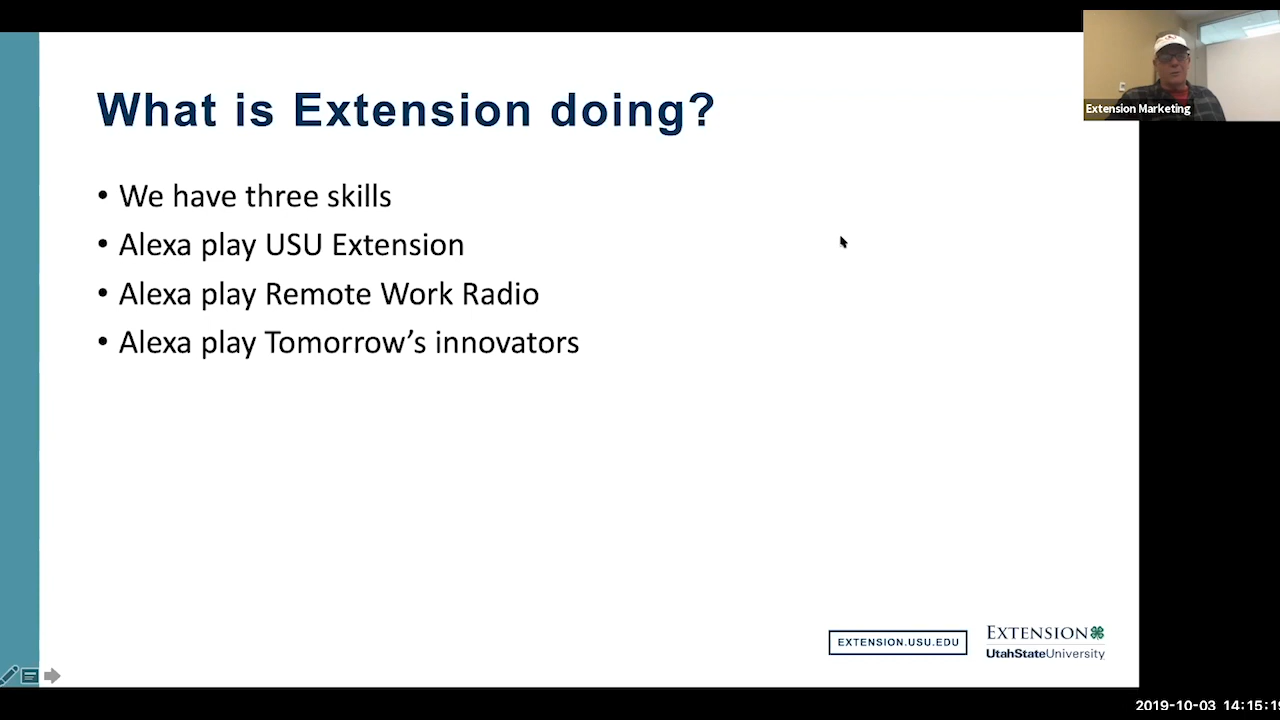 What is Extension doing?
Extension Marketing
• We have three skills
• Alexa play USU Extension
• Alexa play Remote Work Radio
• Alexa play Tomorrow’s innovators
EXTENSION.USU.EDU
EXTENSION
UtahStateUniversity
2019-10-03 14:15:1